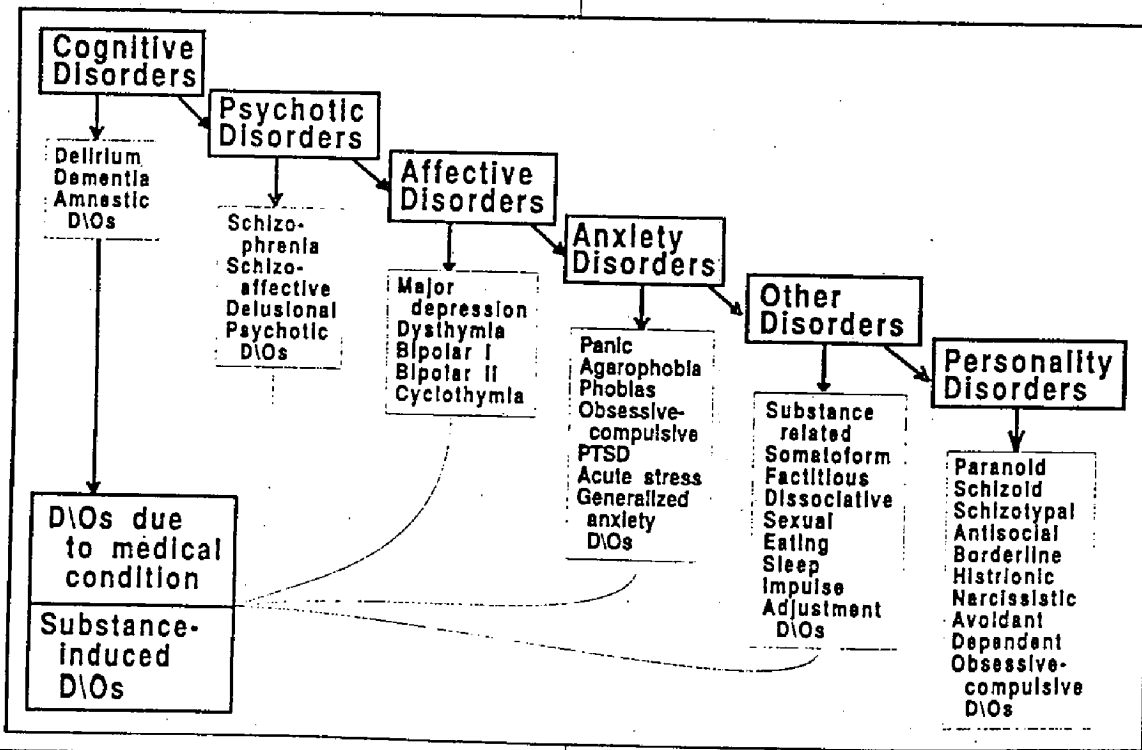 Cognitive
Disorders
Delirium
Dementia
Amnestic
D\Os
Psychotic
Disorders
Schizo-
phrenia
Schizo-
affective
Delusional
Psychotic
D\Os
Affective
Disorders
Major
depression
Dysthymia
Bipolar I
Bipolar II
Cyclothymia
Anxiety
Disorders
Panic
Agarophobia
Phobias
Obsessive-
compulsive
PTSD
Acute stress
Generalized
anxiety
D\Os
Other
Disorders
Substance
related
Somatoform
Factitious
Dissociative
Sexual
Eating
Sleep
Impulse
Adjustment
D\Os
Personality
Disorders
Paranoid
Schizoid
Schizotypal
Antisocial
Borderline
Histrionic
Narcissistic
Avoidant
Dependent
Obsessive-
compulsive
D\Os
D\Os due
to medical
condition
Substance-
induced
D\Os